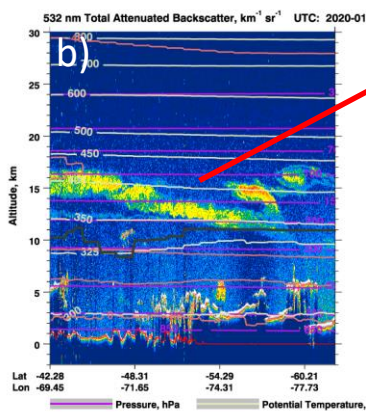 532 nm Total Attenuated Backscatter, km⁻¹ sr⁻¹ UTC: 2020-01
b)
30
25
20
15
10
5
0
Altitude, km
800
700
600
500
450
350
325
300
Lat -42.28 -48.31 -54.29 -60.21
Lon -69.45 -71.65 -74.31 -77.73
Pressure, hPa Potential Temperature,